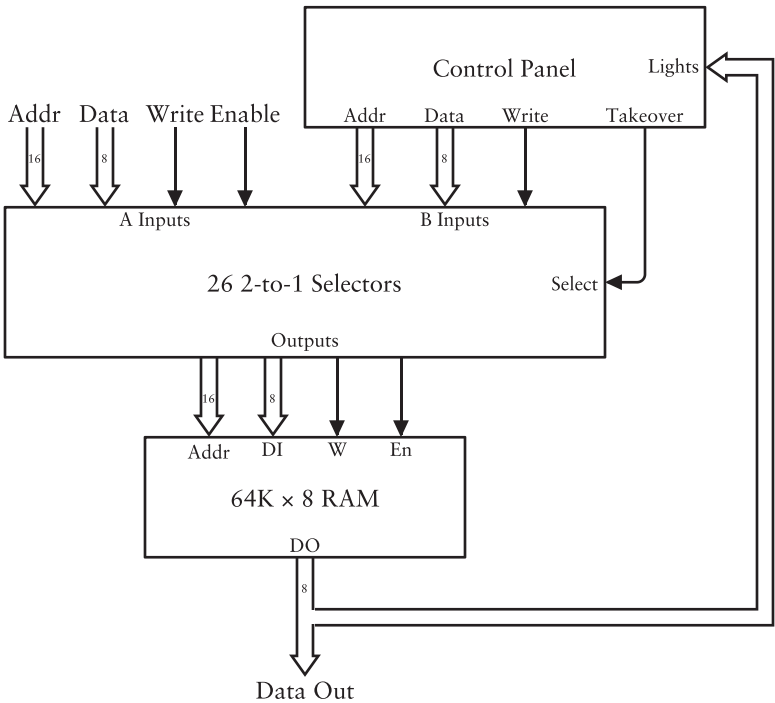 Control Panel
Lights
Addr Data Write Enable
Addr Data Write Takeover
16 8 16 8
A Inputs B Inputs
26 2-to-1 Selectors
Select
Outputs
16 8
Addr DI W En
64K × 8 RAM
DO
8
Data Out